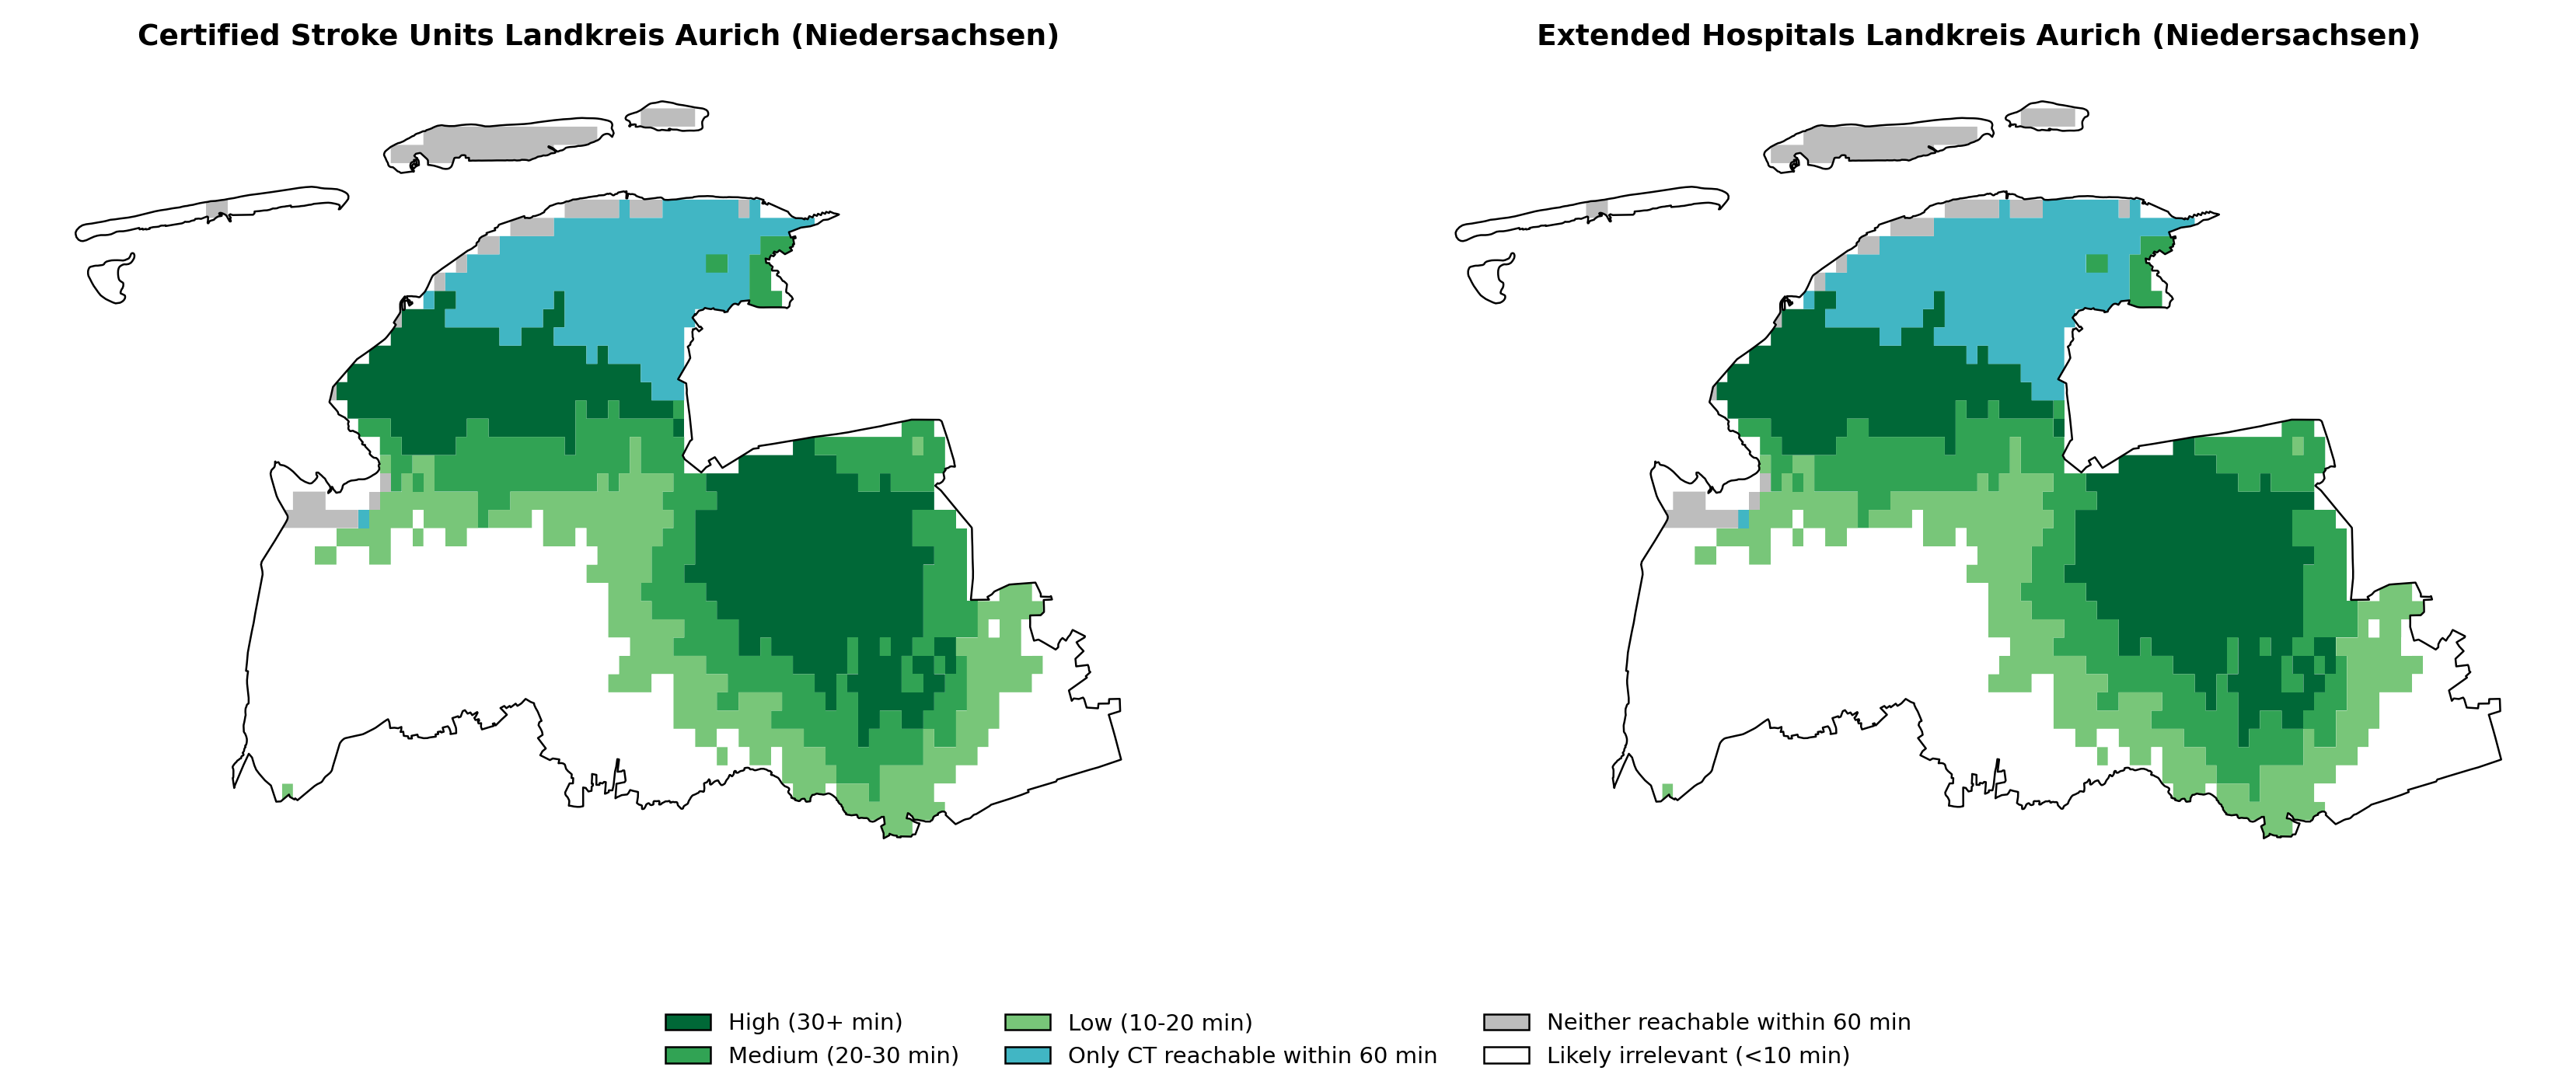 Certified Stroke Units Landkreis Aurich (Niedersachsen)
Extended Hospitals Landkreis Aurich (Niedersachsen)
High (30+ min)
Medium (20-30 min)
Low (10-20 min)
Only CT reachable within 60 min
Neither reachable within 60 min
Likely irrelevant (<10 min)